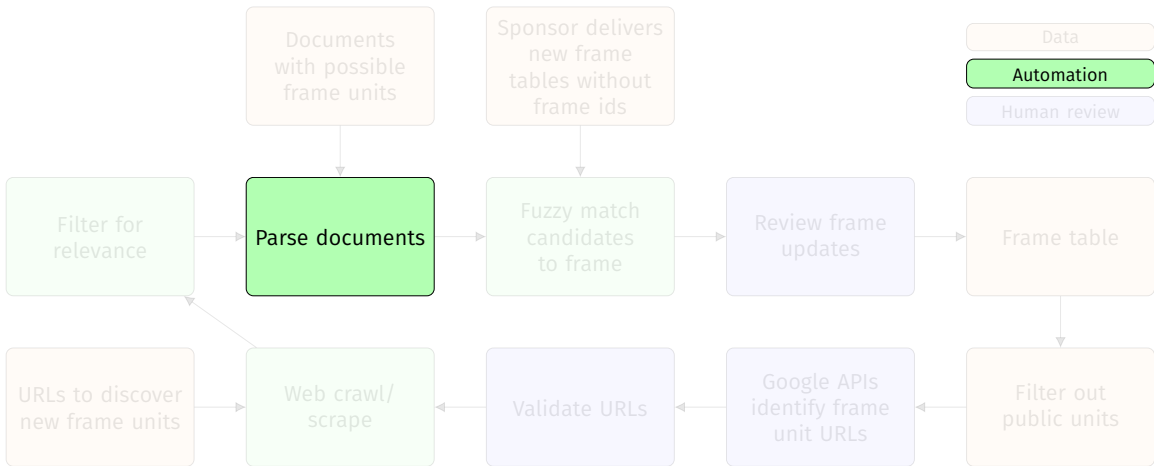 Documents
with possible
frame units
Sponsor delivers
new frame
tables without
frame ids
Data
Automation
Human review
Filter for
relevance
Parse documents
Fuzzy match
candidates
to frame
Review frame
updates
Frame table
URLs to discover
new frame units
Web crawl/
scrape
Validate URLs
Google APIs
identify frame
unit URLs
Filter out
public units